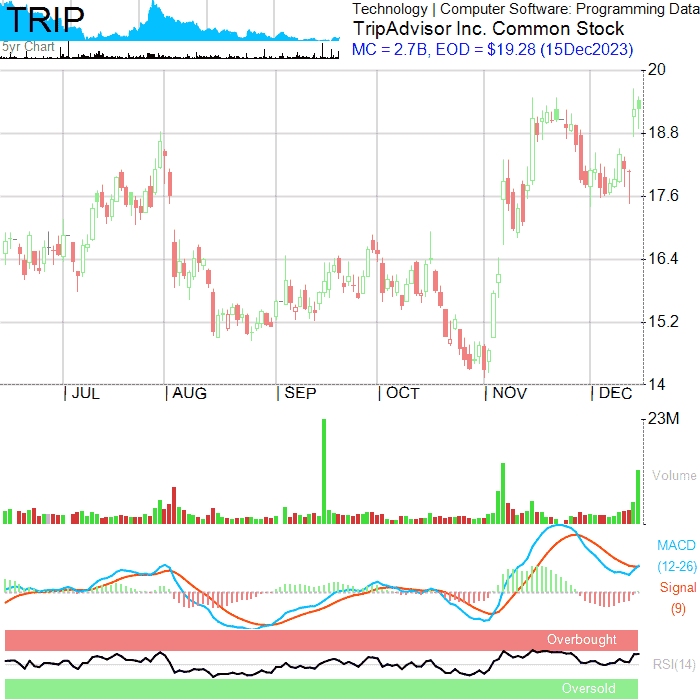 TRIP
5yr Chart
Technology | Computer Software: Programming Data
TripAdvisor Inc. Common Stock
MC = 2.7B, EOD = $19.28 (15Dec2023)
20
18.8
17.6
16.4
15.2
14
| JUL | AUG | SEP | OCT | NOV | DEC
23M
Volume
MACD
(12-26)
Signal
(9)
Overbought
RSI(14)
Oversold